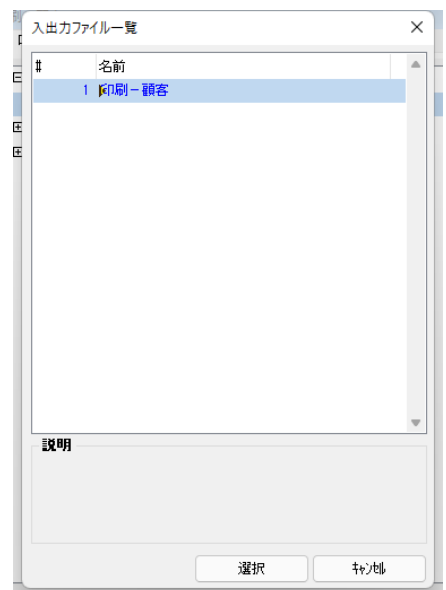 入出力ファイル一覧
# 名前
1 印刷－顧客
説明
選択 ｷｬﾝｾﾙ